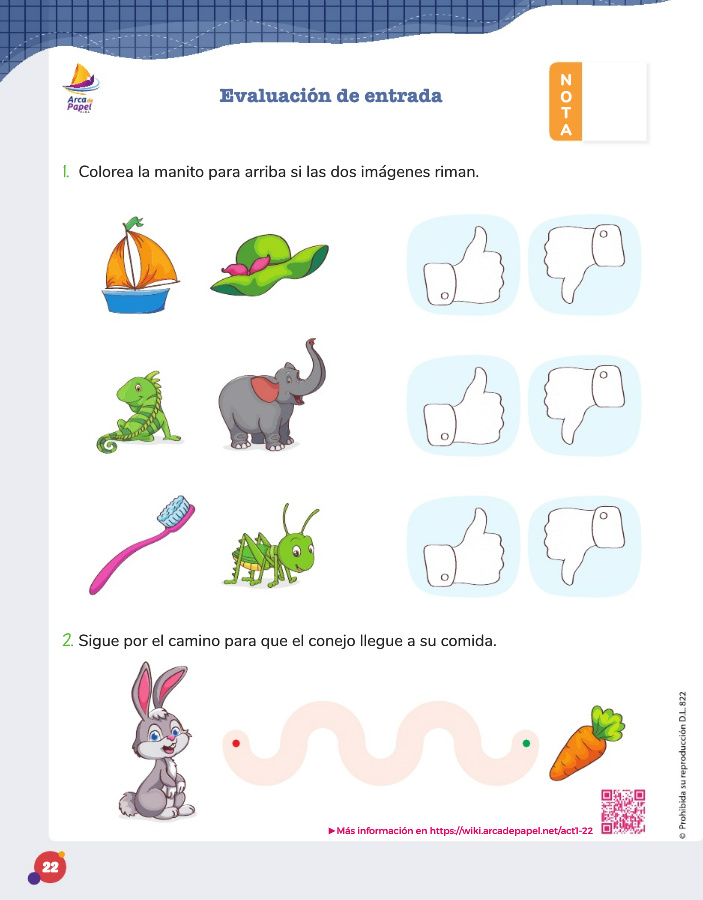 Arca de
Papel
Evaluación de entrada
NOTA
1. Colorea la manito para arriba si las dos imágenes riman.
2. Sigue por el camino para que el conejo llegue a su comida.
▶Más información en https://wiki.arcadepapel.net/act1-22
© Prohibida su reproducción D.L. 822
22